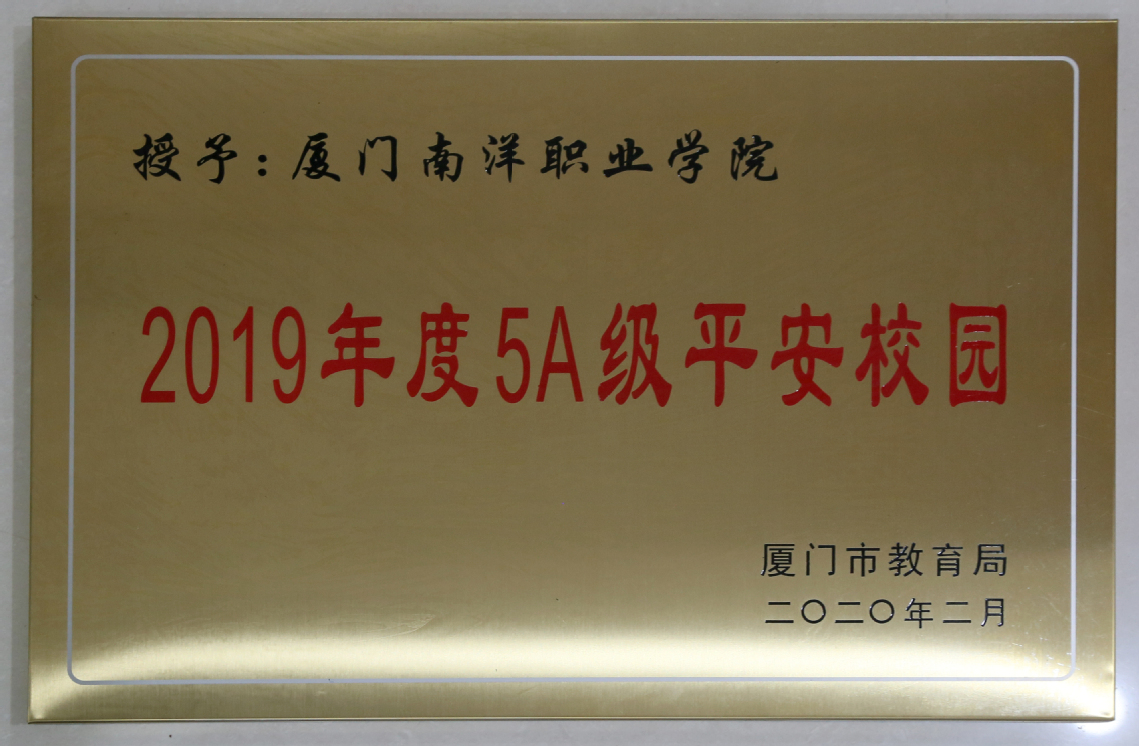 授予：厦门南洋职业学院
2019年度5A级平安校园
厦门市教育局
二〇二〇年二月